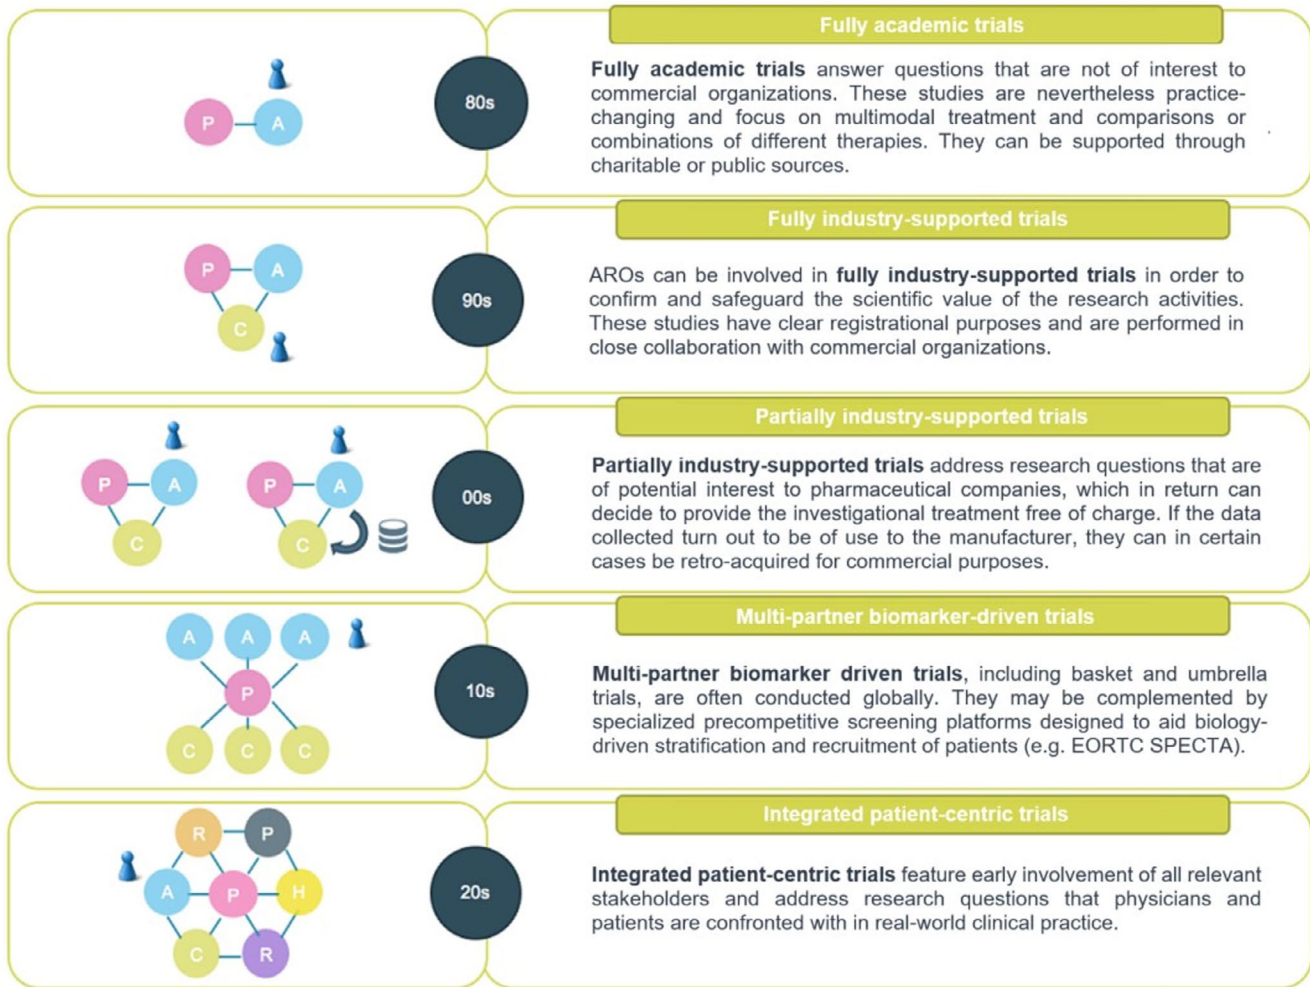 Fully academic trials
P A
80s
Fully academic trials answer questions that are not of interest to
commercial organizations. These studies are nevertheless practice-
changing and focus on multimodal treatment and comparisons or
combinations of different therapies. They can be supported through
charitable or public sources.
Fully industry-supported trials
P A
C
90s
AROs can be involved in fully industry-supported trials in order to
confirm and safeguard the scientific value of the research activities.
These studies have clear registrational purposes and are performed in
close collaboration with commercial organizations.
Partially industry-supported trials
P A P A
C C
00s
Partially industry-supported trials address research questions that are
of potential interest to pharmaceutical companies, which in return can
decide to provide the investigational treatment free of charge. If the data
collected turn out to be of use to the manufacturer, they can in certain
cases be retro-acquired for commercial purposes.
Multi-partner biomarker-driven trials
A A A
P
C C C
10s
Multi-partner biomarker driven trials, including basket and umbrella
trials, are often conducted globally. They may be complemented by
specialized precompetitive screening platforms designed to aid biology-
driven stratification and recruitment of patients (e.g. EORTC SPECTA).
Integrated patient-centric trials
R P
A P H
C R
20s
Integrated patient-centric trials feature early involvement of all relevant
stakeholders and address research questions that physicians and
patients are confronted with in real-world clinical practice.